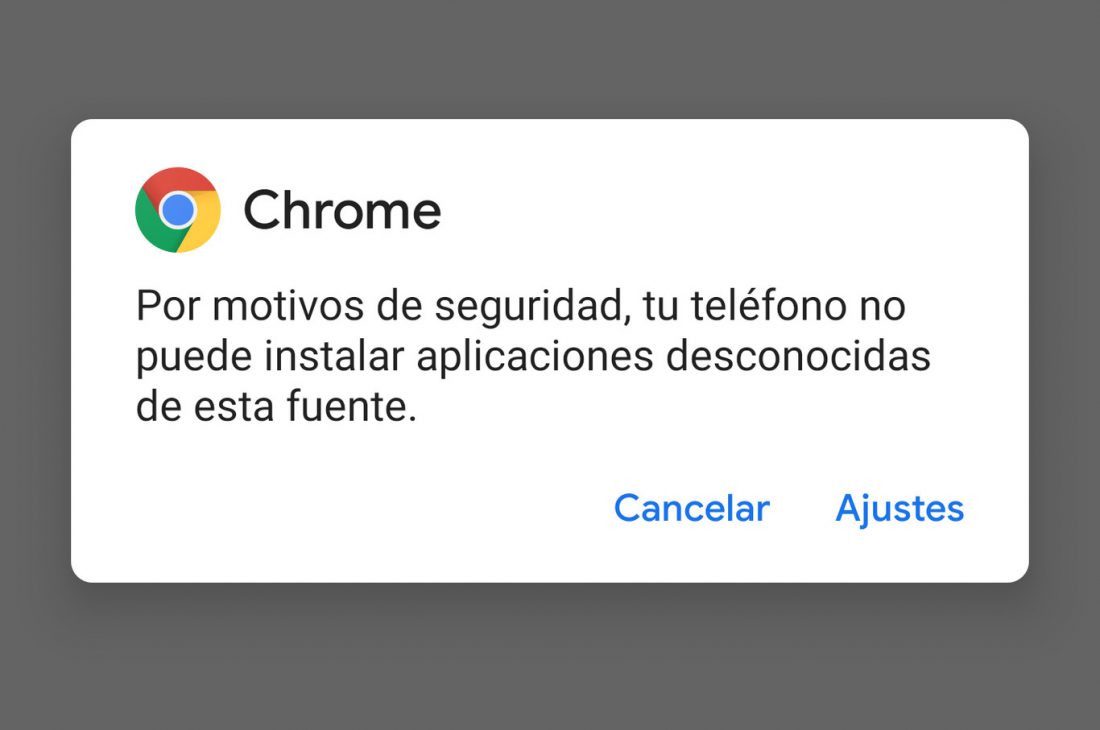 Chrome
Por motivos de seguridad, tu teléfono no
puede instalar aplicaciones desconocidas
de esta fuente.
Cancelar Ajustes